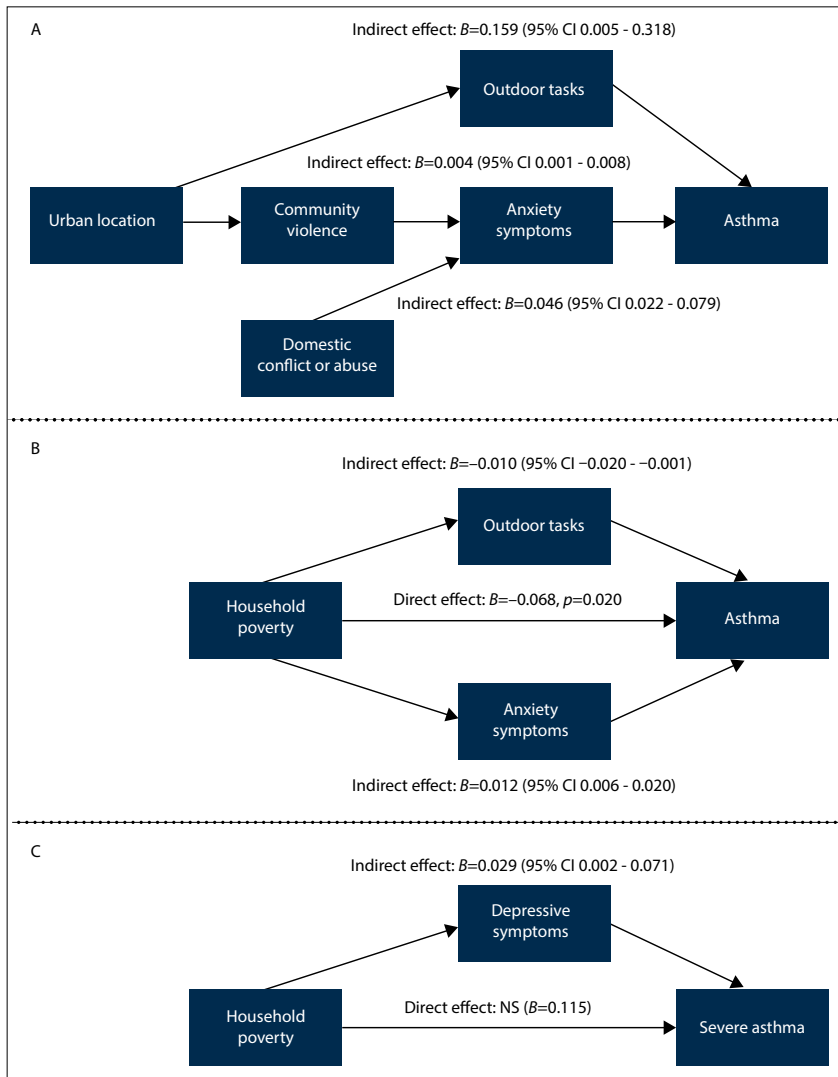 A
Indirect effect: B=0.159 (95% CI 0.005 - 0.318)
Outdoor tasks
Indirect effect: B=0.004 (95% CI 0.001 - 0.008)
Urban location
Community
violence
Anxiety
symptoms
Asthma
Indirect effect: B=0.046 (95% CI 0.022 - 0.079)
Domestic
conflict or abuse
B
Indirect effect: B=–0.010 (95% CI −0.020 - −0.001)
Outdoor tasks
Household
poverty
Direct effect: B=–0.068, p=0.020
Asthma
Anxiety
symptoms
Indirect effect: B=0.012 (95% CI 0.006 - 0.020)
C
Indirect effect: B=0.029 (95% CI 0.002 - 0.071)
Depressive
symptoms
Household
poverty
Direct effect: NS (B=0.115)
Severe asthma